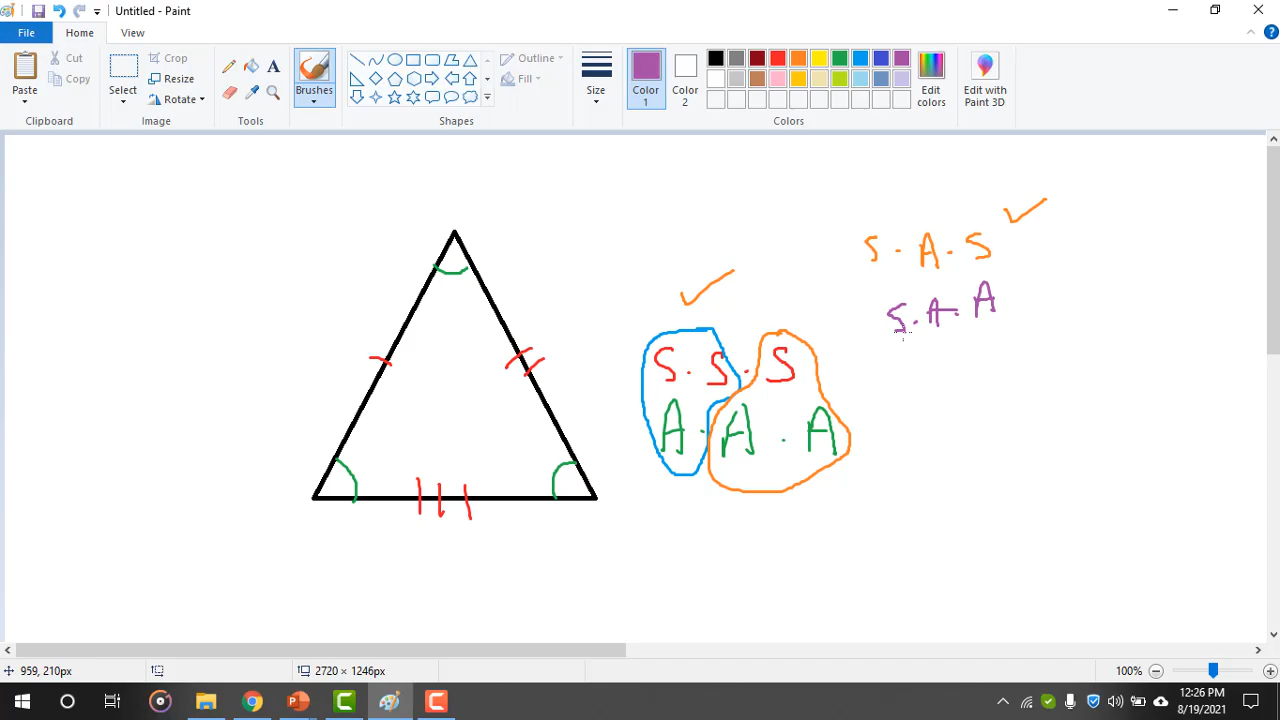 Untitled - Paint
File Home View
Paste
Cut
Copy
Clipboard
Select
Crop
Resize
Rotate
Image
A
Tools
Brushes
Outline
Fill
Shapes
Size
Color 1
Color 2
Edit colors
Colors
Edit with Paint 3D
S . A . S
S . A . A
S . S . S
A . A . A
959, 210px
2720 × 1246px
100%
12:26 PM
8/19/2021